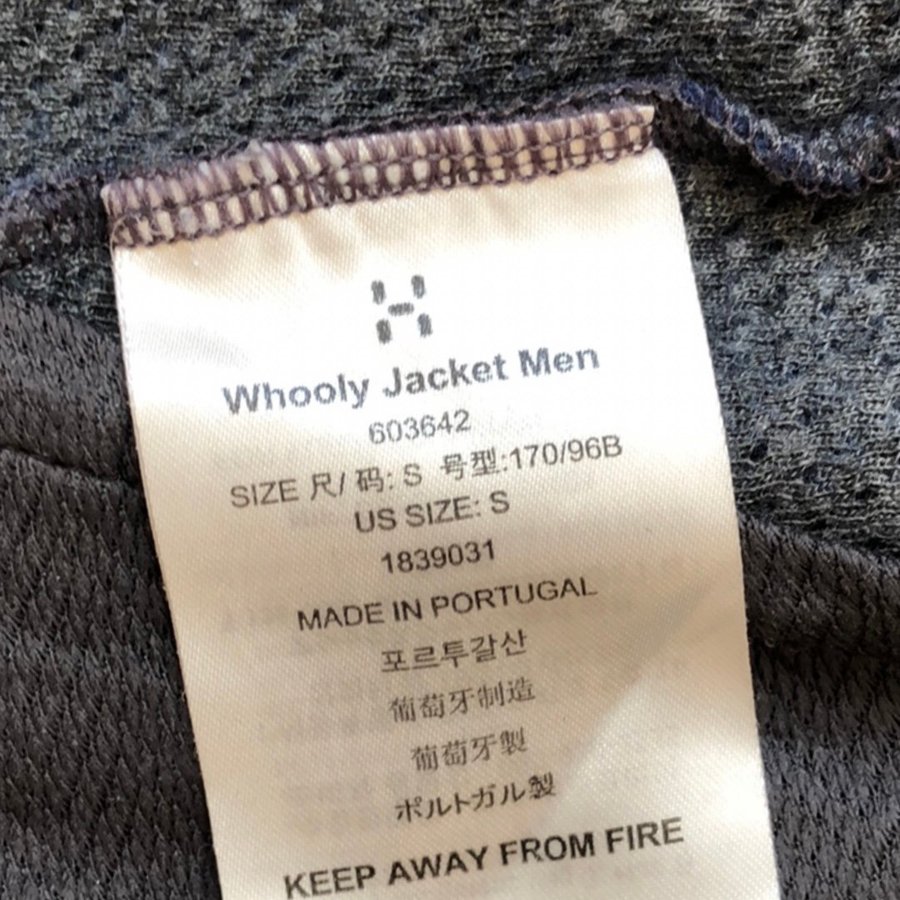 Whooly Jacket Men
603642
SIZE 尺/ 码: S 号型:170/96B
US SIZE: S
1839031
MADE IN PORTUGAL
포르투갈산
葡萄牙制造
葡萄牙製
ポルトガル製
KEEP AWAY FROM FIRE